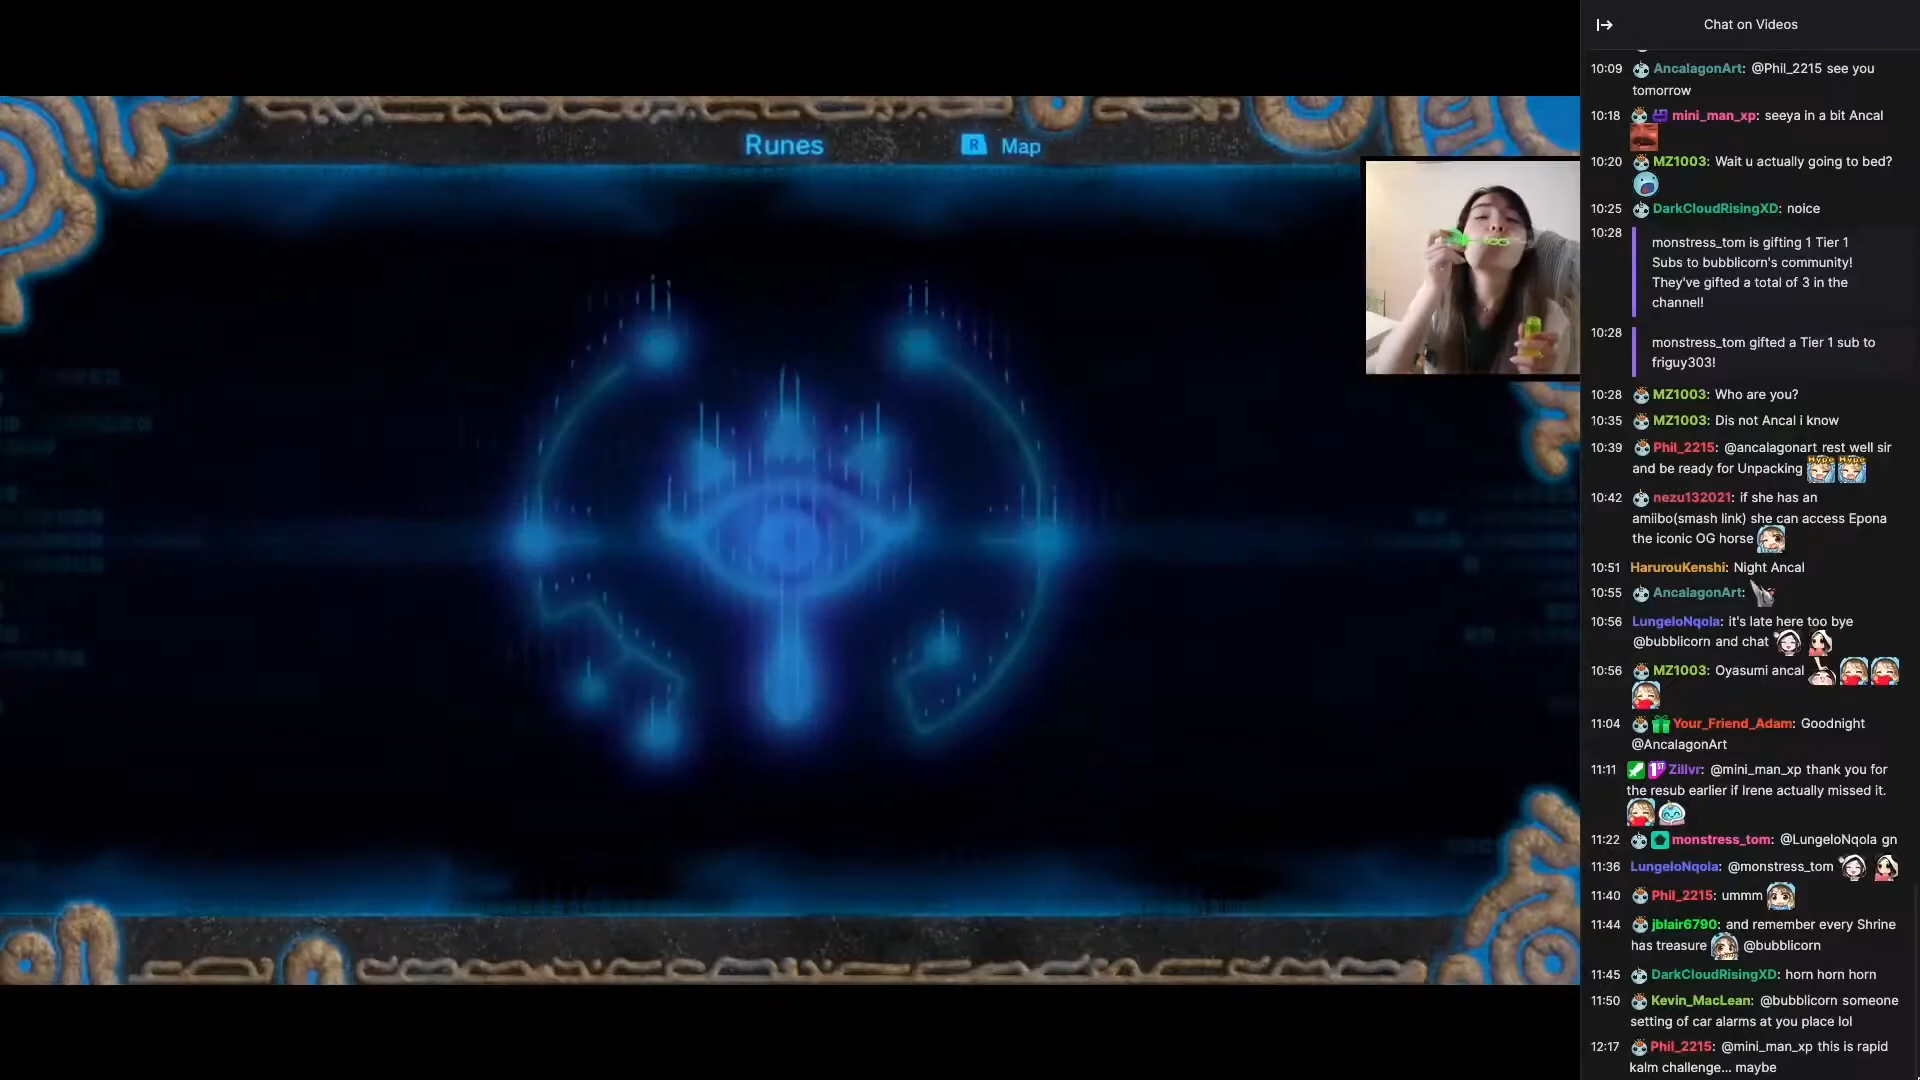 Runes
R Map
Chat on Videos
10:09 AncalagonArt: @Phil_2215 see you
tomorrow
10:18 mini_man_xp: seeya in a bit Ancal
10:20 MZ1003: Wait u actually going to bed?
10:25 DarkCloudRisingXD: noice
10:28
monstress_tom is gifting 1 Tier 1
Subs to bubblicorn's community!
They've gifted a total of 3 in the
channel!
10:28
monstress_tom gifted a Tier 1 sub to
friguy303!
10:28 MZ1003: Who are you?
10:35 MZ1003: Dis not Ancal i know
10:39 Phil_2215: @ancalagonart rest well sir
and be ready for Unpacking
10:42 nezu132021: if she has an
amiibo(smash link) she can access Epona
the iconic OG horse
10:51 HarurouKenshi: Night Ancal
10:55 AncalagonArt:
10:56 LungeloNqola: it's late here too bye
@bubblicorn and chat
10:56 MZ1003: Oyasumi ancal
11:04 Your_Friend_Adam: Goodnight
@AncalagonArt
11:11 Zillvr: @mini_man_xp thank you for
the resub earlier if Irene actually missed it.
11:22 monstress_tom: @LungeloNqola gn
11:36 LungeloNqola: @monstress_tom
11:40 Phil_2215: ummm
11:44 jblair6790: and remember every Shrine
has treasure @bubblicorn
11:45 DarkCloudRisingXD: horn horn horn
11:50 Kevin_MacLean: @bubblicorn someone
setting of car alarms at you place lol
12:17 Phil_2215: @mini_man_xp this is rapid
kalm challenge... maybe